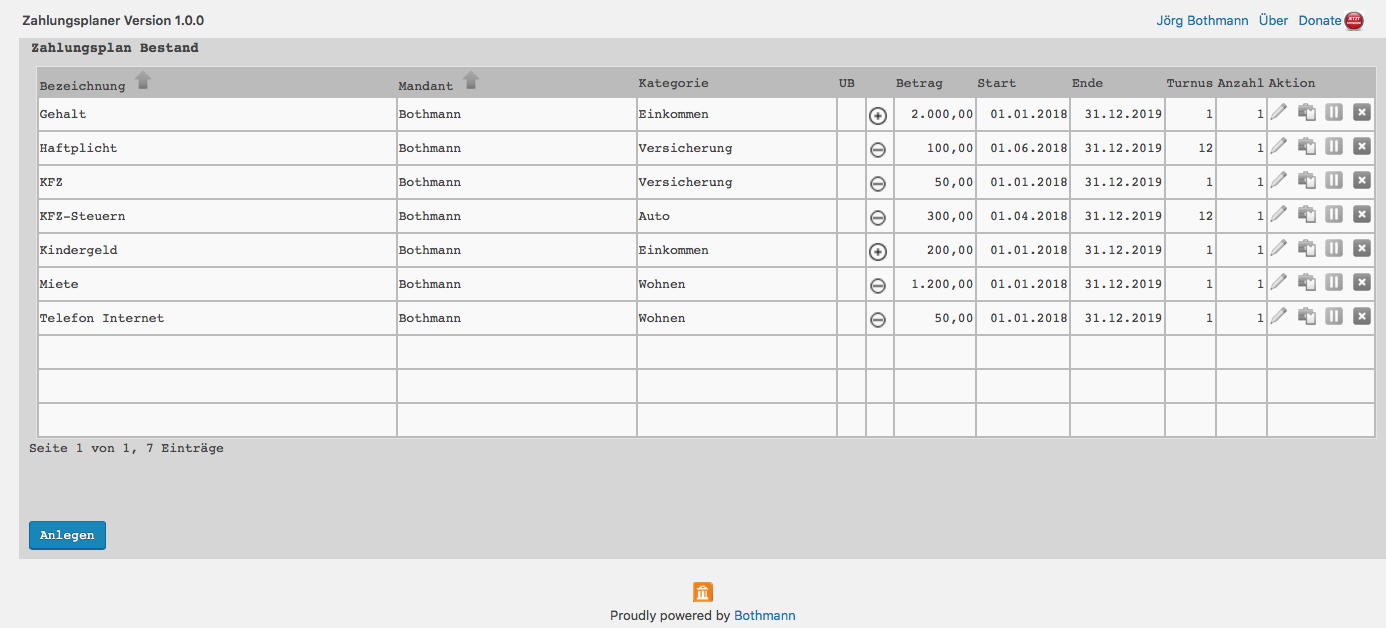 Zahlungsplaner Version 1.0.0 Jörg Bothmann Über Donate JETZT
Zahlungsplan Bestand
Bezeichnung Mandant Kategorie UB Betrag Start Ende Turnus Anzahl Aktion
Gehalt Bothmann Einkommen 2.000,00 01.01.2018 31.12.2019 1 1
Haftplicht Bothmann Versicherung 100,00 01.06.2018 31.12.2019 12 1
KFZ Bothmann Versicherung 50,00 01.01.2018 31.12.2019 1 1
KFZ-Steuern Bothmann Auto 300,00 01.04.2018 31.12.2019 12 1
Kindergeld Bothmann Einkommen 200,00 01.01.2018 31.12.2019 1 1
Miete Bothmann Wohnen 1.200,00 01.01.2018 31.12.2019 1 1
Telefon Internet Bothmann Wohnen 50,00 01.01.2018 31.12.2019 1 1
Seite 1 von 1, 7 Einträge
Anlegen
Proudly powered by Bothmann